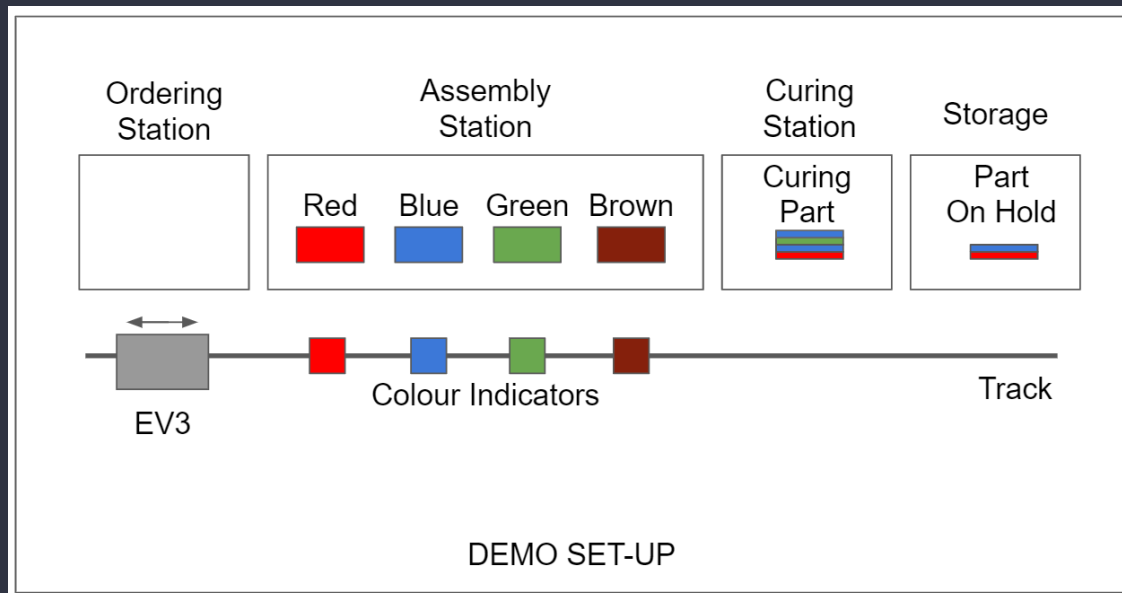 Ordering
Station
Assembly
Station
Curing
Station
Storage
Red
Blue
Green
Brown
Curing
Part
Part
On Hold
Colour Indicators
Track
EV3
DEMO SET-UP